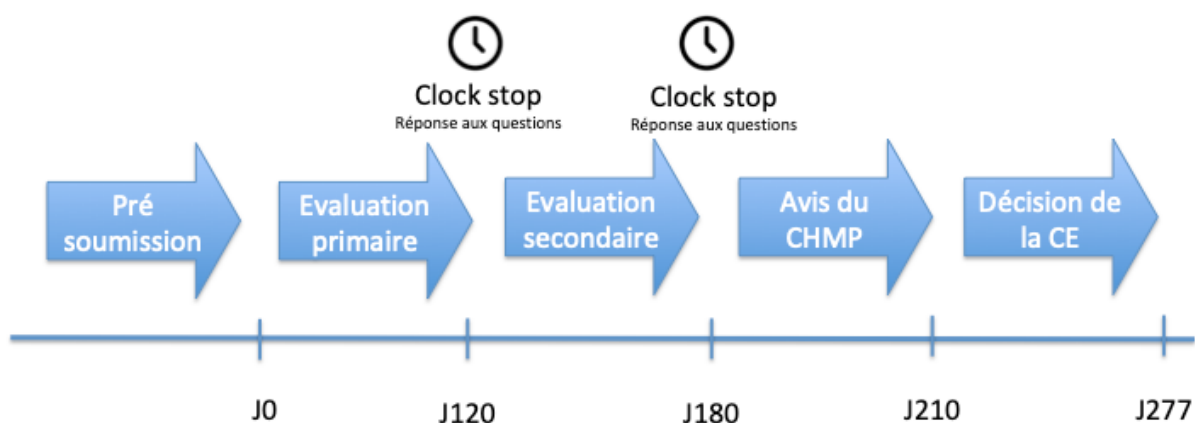 Clock stop
Réponse aux questions
Clock stop
Réponse aux questions
Pré
soumission
Evaluation
primaire
Evaluation
secondaire
Avis du
CHMP
Décision de
la CE
J0
J120
J180
J210
J277